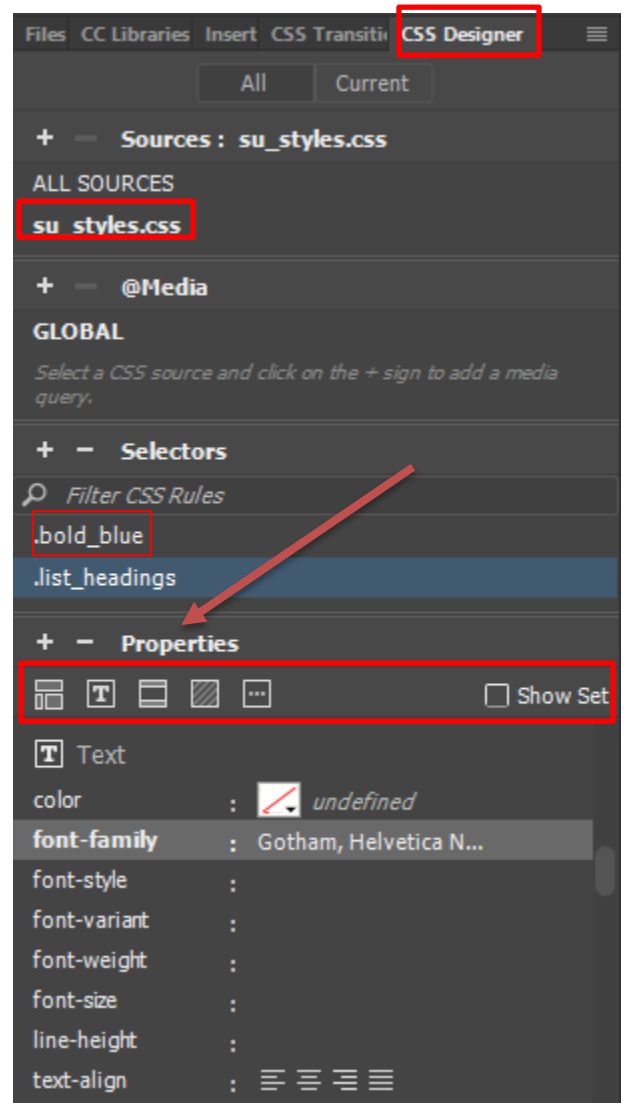 Files CC Libraries Insert CSS Transiti CSS Designer
All Current
+ − Sources : su_styles.css
ALL SOURCES
su_styles.css
+ − @Media
GLOBAL
Select a CSS source and click on the + sign to add a media
query.
+ − Selectors
Filter CSS Rules
.bold_blue
.list_headings
+ − Properties
T Show Set
T Text
color : undefined
font-family : Gotham, Helvetica N...
font-style :
font-variant :
font-weight :
font-size :
line-height :
text-align :